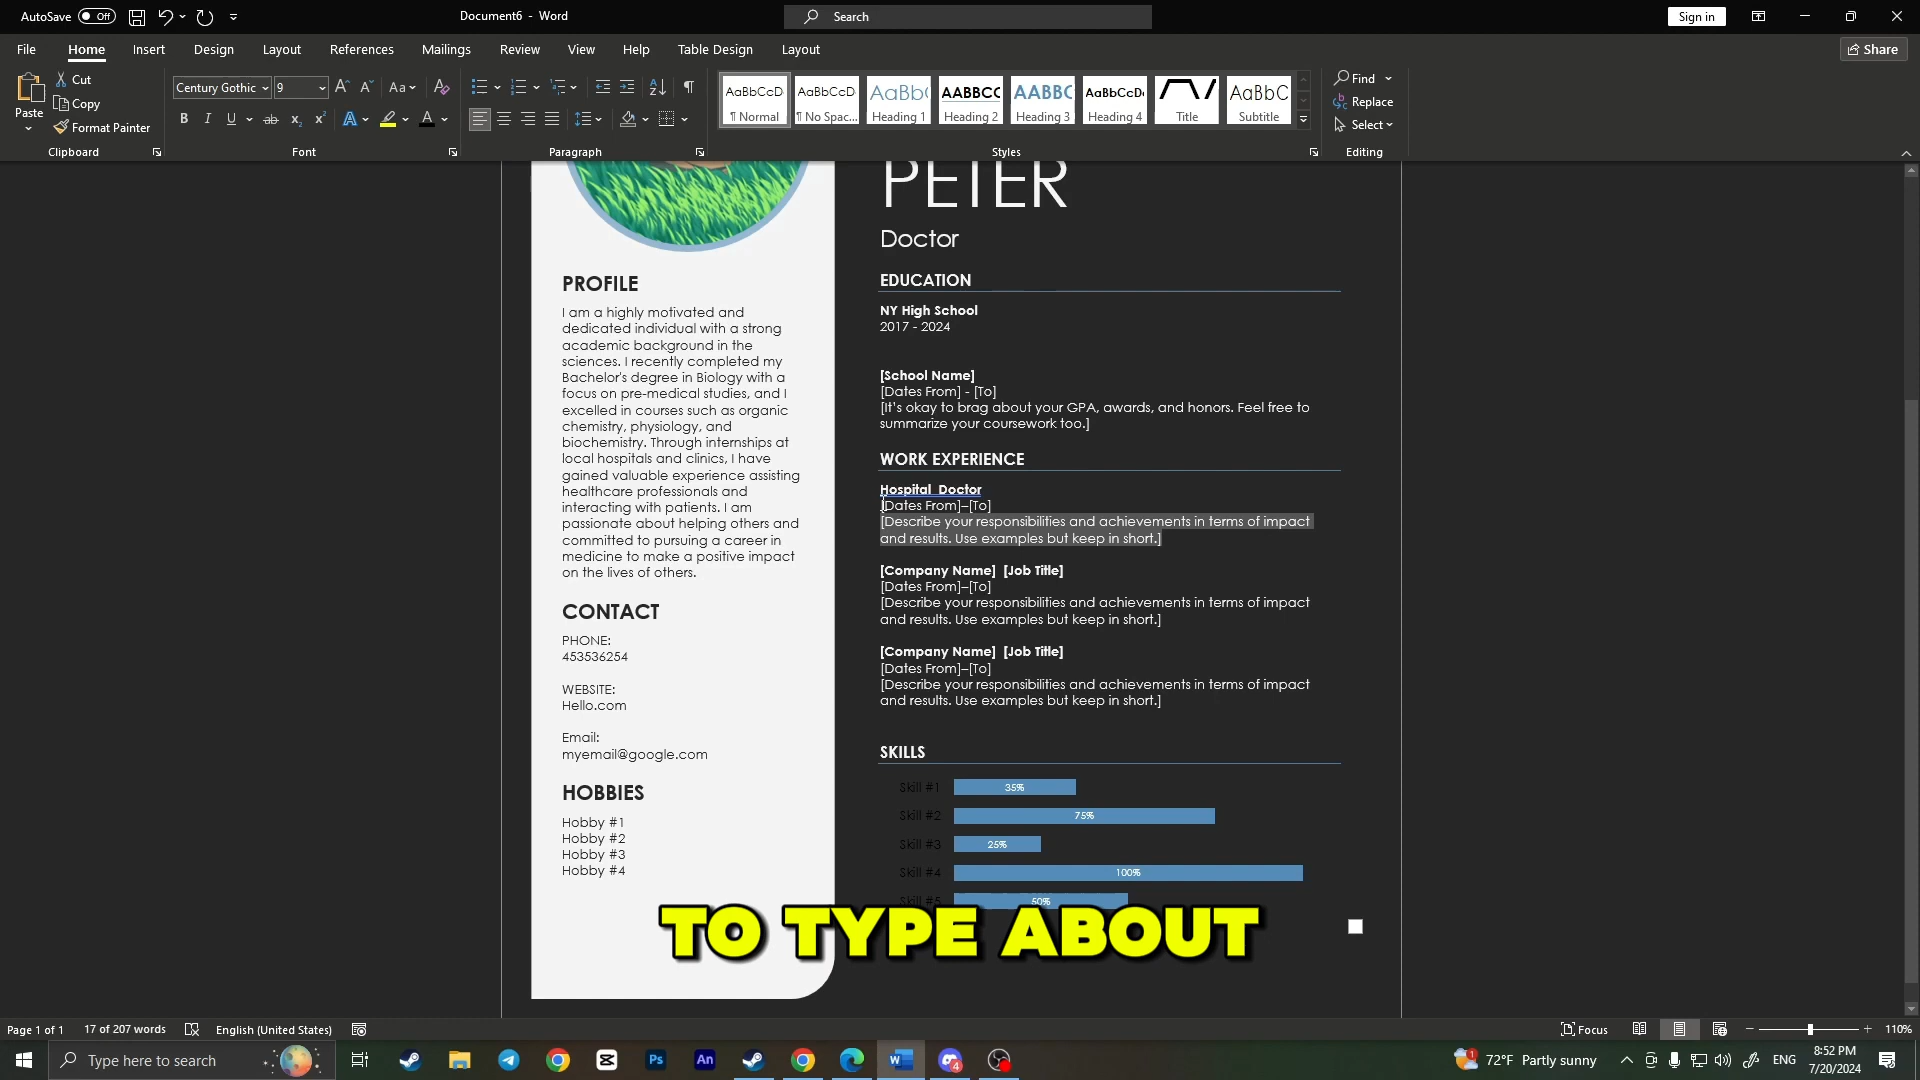 AutoSave Off
Document6 - Word
Search
Sign in
File Home Insert Design Layout References Mailings Review View Help Table Design Layout
Share
Paste
Cut
Copy
Format Painter
Clipboard
Century Gothic 9
Font
Paragraph
AaBbCcDc ¶ Normal
AaBbCcDc ¶ No Spac...
AaBb( Heading 1
AABBCC Heading 2
AABBC Heading 3
AaBbCcDc Heading 4
Title
AaBbC Subtitle
Styles
Find
Replace
Select
Editing
PETER
Doctor
PROFILE
I am a highly motivated and
dedicated individual with a strong
academic background in the
sciences. I recently completed my
Bachelor's degree in Biology with a
focus on pre-medical studies, and I
excelled in courses such as organic
chemistry, physiology, and
biochemistry. Through internships at
local hospitals and clinics, I have
gained valuable experience assisting
healthcare professionals and
interacting with patients. I am
passionate about helping others and
committed to pursuing a career in
medicine to make a positive impact
on the lives of others.
CONTACT
PHONE:
453536254
WEBSITE:
Hello.com
Email:
myemail@google.com
HOBBIES
Hobby #1
Hobby #2
Hobby #3
Hobby #4
EDUCATION
NY High School
2017 - 2024
[School Name]
[Dates From] - [To]
[It's okay to brag about your GPA, awards, and honors. Feel free to
summarize your coursework too.]
WORK EXPERIENCE
Hospital Doctor
[Dates From]–[To]
[Describe your responsibilities and achievements in terms of impact
and results. Use examples but keep in short.]
[Company Name] [Job Title]
[Dates From]–[To]
[Describe your responsibilities and achievements in terms of impact
and results. Use examples but keep in short.]
[Company Name] [Job Title]
[Dates From]–[To]
[Describe your responsibilities and achievements in terms of impact
and results. Use examples but keep in short.]
SKILLS
Skill #1 35%
Skill #2 75%
Skill #3 25%
Skill #4 100%
Skill #5 50%
TO TYPE ABOUT
Page 1 of 1 17 of 207 words English (United States)
Focus 110%
Type here to search
72°F Partly sunny
ENG
8:52 PM
7/20/2024